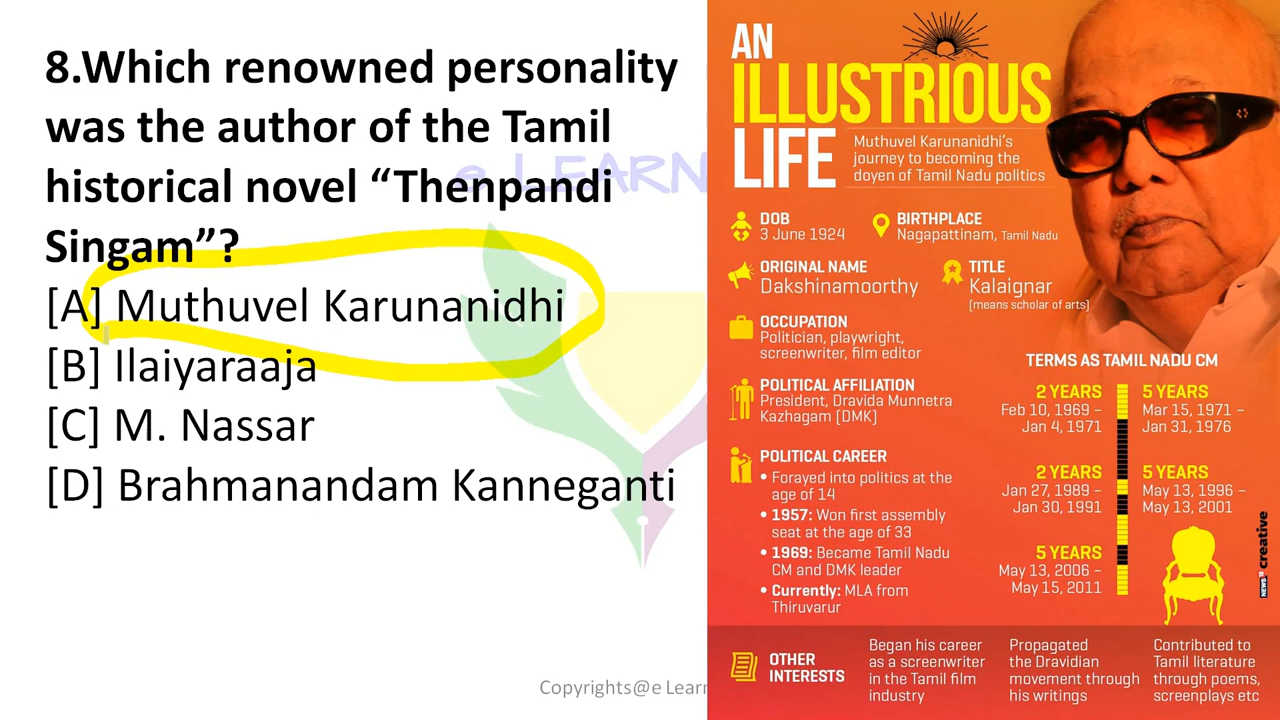 8.Which renowned personality
was the author of the Tamil
historical novel “Thenpandi
Singam”?
[A] Muthuvel Karunanidhi
[B] Ilaiyaraaja
[C] M. Nassar
[D] Brahmanandam Kanneganti
e LEARN
Copyrights@e Learn
AN
ILLUSTRIOUS
LIFE
Muthuvel Karunanidhi’s
journey to becoming the
doyen of Tamil Nadu politics
DOB
3 June 1924
BIRTHPLACE
Nagapattinam, Tamil Nadu
ORIGINAL NAME
Dakshinamoorthy
TITLE
Kalaignar
(means scholar of arts)
OCCUPATION
Politician, playwright,
screenwriter, film editor
POLITICAL AFFILIATION
President, Dravida Munnetra
Kazhagam (DMK)
POLITICAL CAREER
• Forayed into politics at the
age of 14
• 1957: Won first assembly
seat at the age of 33
• 1969: Became Tamil Nadu
CM and DMK leader
• Currently: MLA from
Thiruvarur
TERMS AS TAMIL NADU CM
2 YEARS
Feb 10, 1969 –
Jan 4, 1971
5 YEARS
Mar 15, 1971 –
Jan 31, 1976
2 YEARS
Jan 27, 1989 –
Jan 30, 1991
5 YEARS
May 13, 1996 –
May 13, 2001
5 YEARS
May 13, 2006 –
May 15, 2011
NEWS18 creative
OTHER
INTERESTS
Began his career
as a screenwriter
in the Tamil film
industry
Propagated
the Dravidian
movement through
his writings
Contributed to
Tamil literature
through poems,
screenplays etc